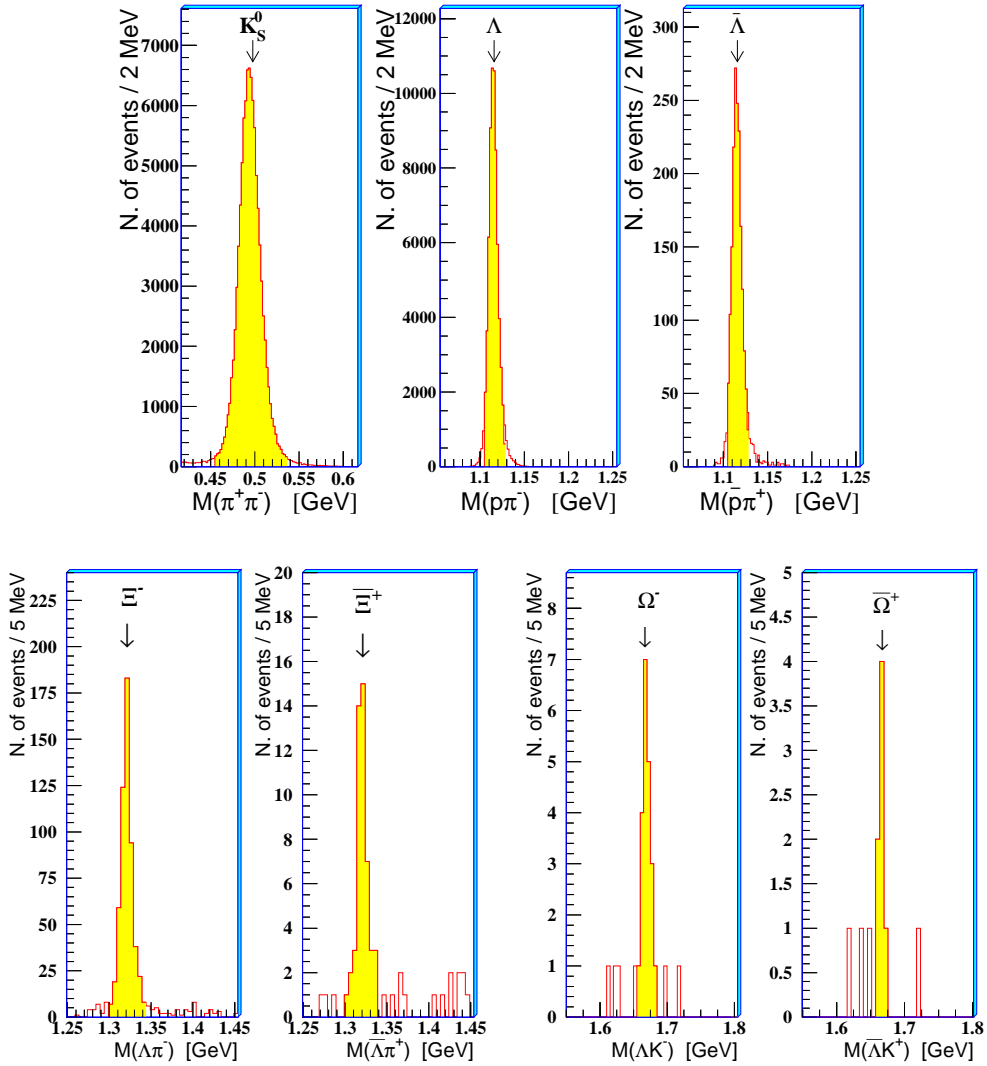 K⁰S
N. of events / 2 MeV
7000
6000
5000
4000
3000
2000
1000
0
0.45 0.5 0.55 0.6
M(π⁺π⁻) [GeV]
Λ
N. of events / 2 MeV
12000
10000
8000
6000
4000
2000
0
1.1 1.15 1.2 1.25
M(pπ⁻) [GeV]
Λ̄
N. of events / 2 MeV
300
250
200
150
100
50
0
1.1 1.15 1.2 1.25
M(p̄π⁺) [GeV]
Ξ⁻
N. of events / 5 MeV
225
200
175
150
125
100
75
50
25
0
1.25 1.3 1.35 1.4 1.45
M(Λπ⁻) [GeV]
Ξ̄⁺
N. of events / 5 MeV
20
18
16
14
12
10
8
6
4
2
0
1.25 1.3 1.35 1.4 1.45
M(Λ̄π⁺) [GeV]
Ω⁻
N. of events / 5 MeV
8
7
6
5
4
3
2
1
0
1.6 1.7 1.8
M(ΛK⁻) [GeV]
Ω̄⁺
N. of events / 5 MeV
5
4.5
4
3.5
3
2.5
2
1.5
1
0.5
0
1.6 1.7 1.8
M(Λ̄K⁺) [GeV]